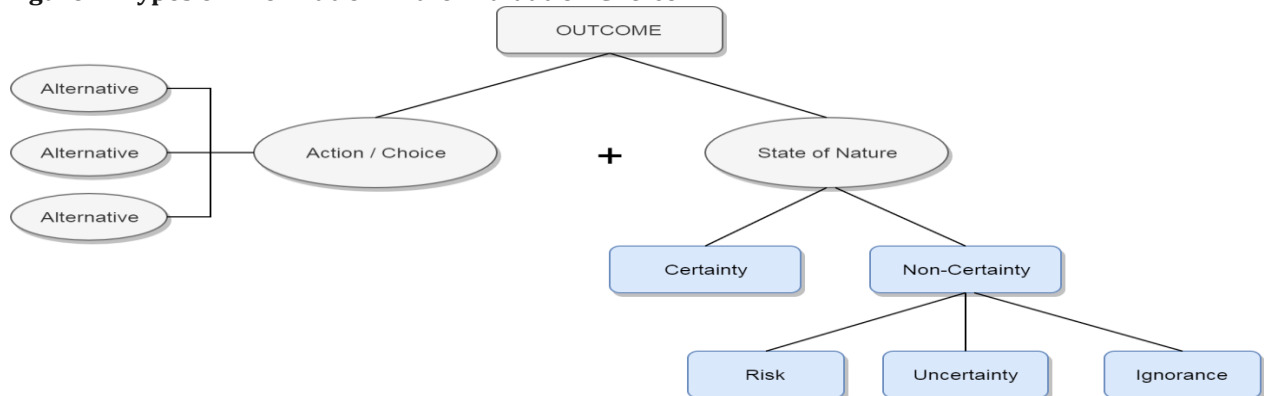 OUTCOME
Alternative
Alternative
Action / Choice
+
State of Nature
Alternative
Certainty
Non-Certainty
Risk
Uncertainty
Ignorance